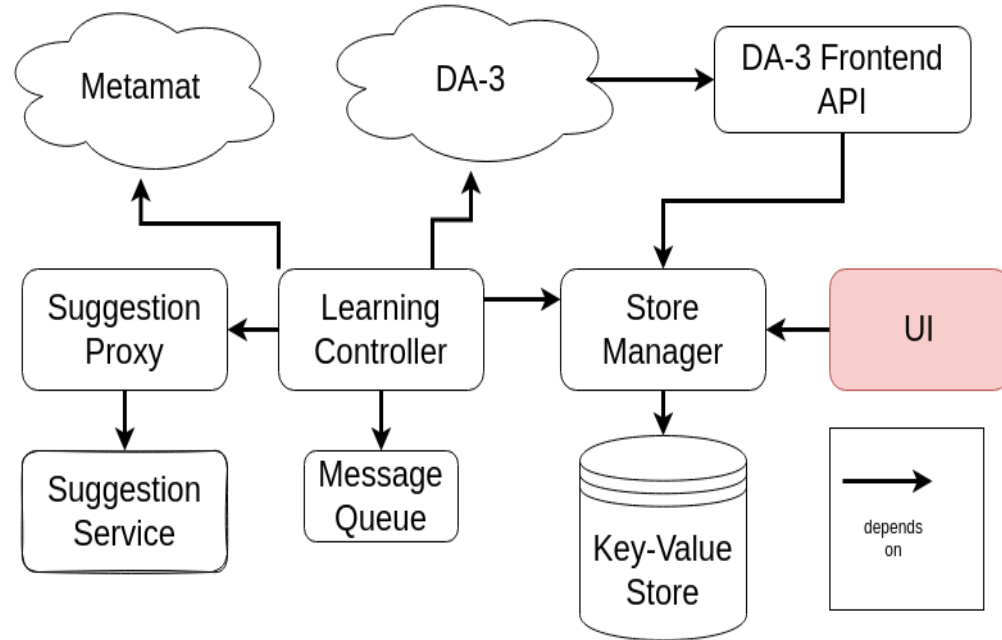 Metamat
DA-3
DA-3 Frontend
API
Suggestion
Proxy
Learning
Controller
Store
Manager
UI
Suggestion
Service
Message
Queue
Key-Value
Store
depends
on